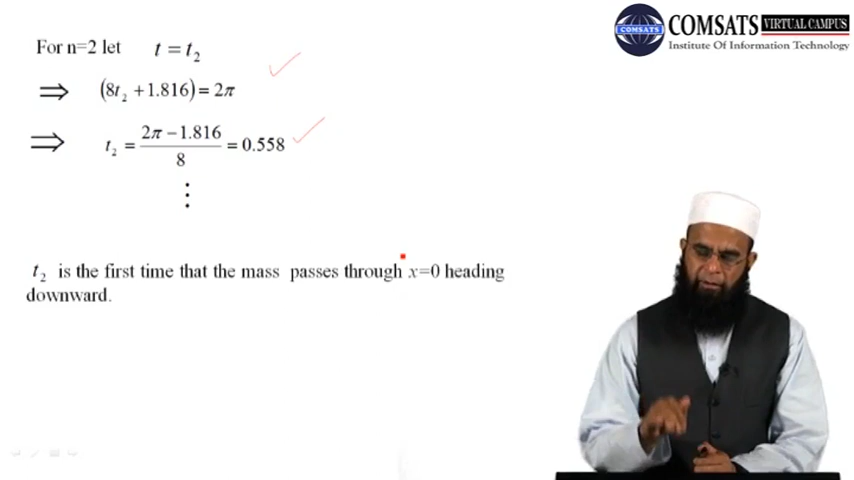 COMSATS VIRTUAL CAMPUS
COMSATS
Institute Of Information Technology
For n=2 let t = t₂
⟹ (8t₂ +1.816) = 2π
⟹ t₂ = (2π −1.816)/8 = 0.558
⋮
t₂ is the first time that the mass passes through x=0 heading
downward.